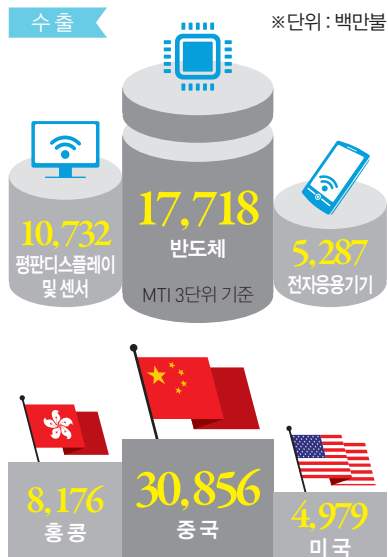 수출
※단위 : 백만불
17,718
반도체
MTI 3단위 기준
10,732
평판디스플레이
및 센서
5,287
전자응용기기
30,856
중국
8,176
홍콩
4,979
미국